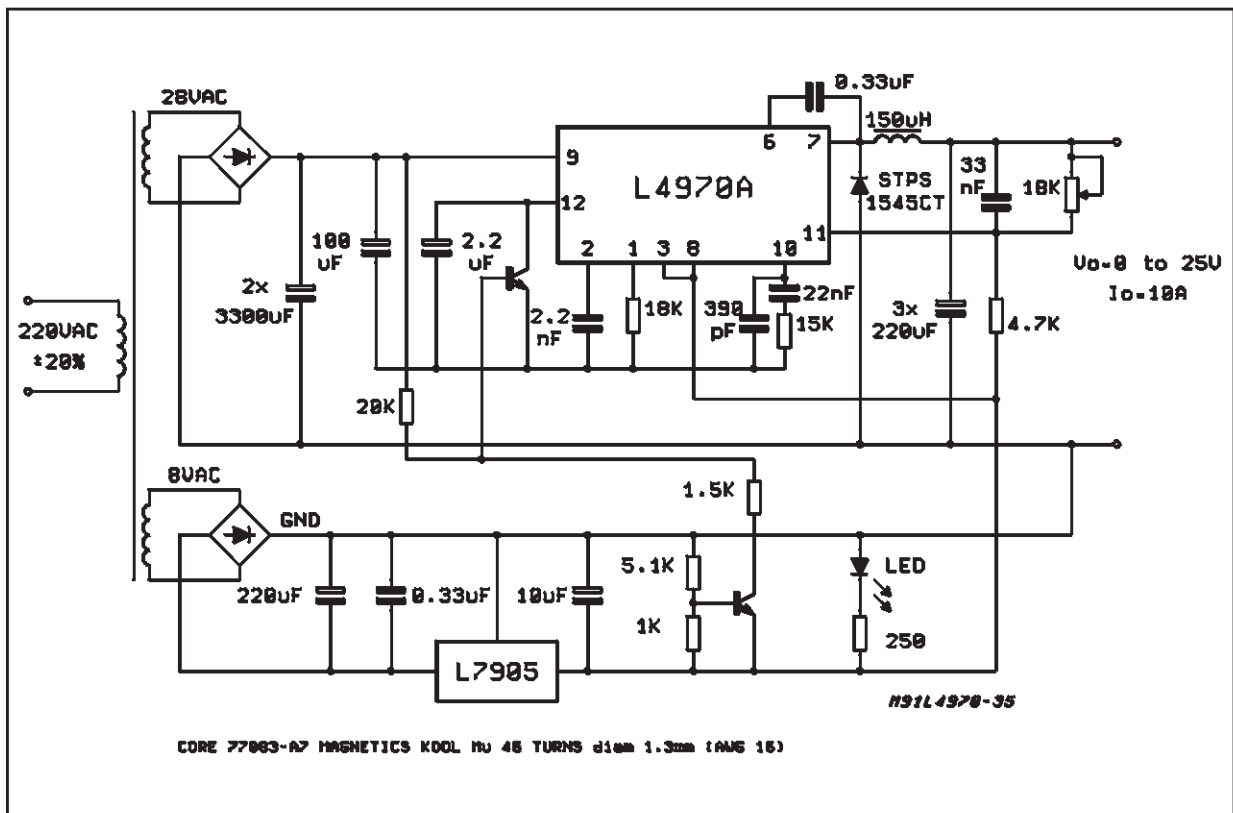 28VAC
0.33uF
150uH
6
7
9
L4970A
STPS
1545CT
33
nF
18K
12
11
2
1
3
8
10
100
uF
2.2
uF
Vo=0 to 25V
Io=10A
2x
3300uF
2.2
nF
18K
390
pF
22nF
15K
3x
220uF
4.7K
220VAC
±20%
20K
8VAC
GND
1.5K
220uF
0.33uF
10uF
5.1K
1K
LED
250
L7905
M91L4970-35
CORE 77083-A7 MAGNETICS KOOL Mu 46 TURNS diam 1.3mm (AWG 16)